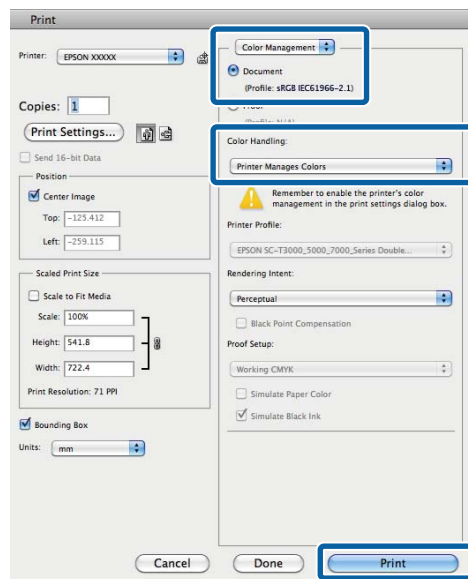 Print
Printer: EPSON XXXXX
Copies: 1
Print Settings...
Send 16-bit Data
Position
Center Image
Top: -125.412
Left: -259.115
Scaled Print Size
Scale to Fit Media
Scale: 100%
Height: 541.8
Width: 722.4
Print Resolution: 71 PPI
Bounding Box
Units: mm
Color Management
Document
(Profile: sRGB IEC61966-2.1)
Color Handling:
Printer Manages Colors
Remember to enable the printer's color
management in the print settings dialog box.
Printer Profile:
EPSON SC-T3000_5000_7000_Series Double...
Rendering Intent:
Perceptual
Black Point Compensation
Proof Setup:
Working CMYK
Simulate Paper Color
Simulate Black Ink
Cancel
Done
Print